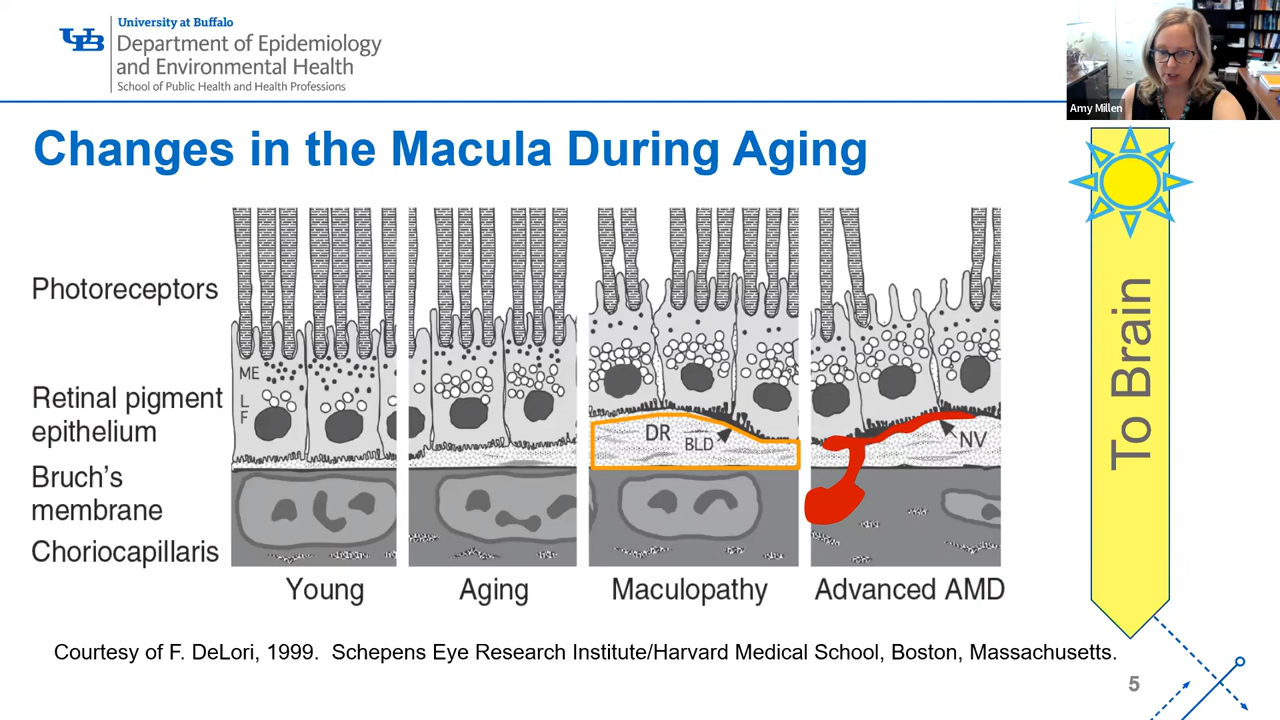 University at Buffalo
UB
Department of Epidemiology
and Environmental Health
School of Public Health and Health Professions
Amy Millen
Changes in the Macula During Aging
Photoreceptors
Retinal pigment
epithelium
Bruch's
membrane
Choriocapillaris
ME
L
F
DR
BLD
NV
Young
Aging
Maculopathy
Advanced AMD
To Brain
Courtesy of F. DeLori, 1999. Schepens Eye Research Institute/Harvard Medical School, Boston, Massachusetts.
5